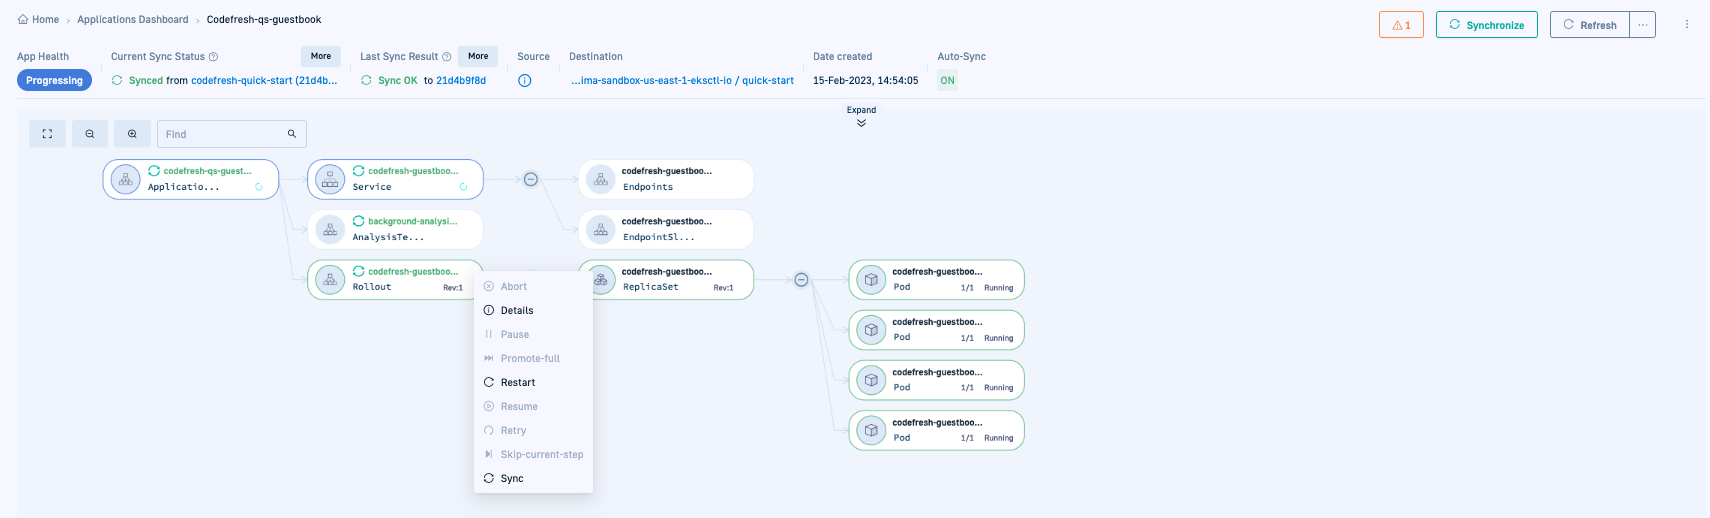 Home > Applications Dashboard > Codefresh-qs-guestbook
1
Synchronize
Refresh
App Health
Current Sync Status
More
Last Sync Result
More
Source
Destination
Date created
Auto-Sync
Progressing
Synced from codefresh-quick-start (21d4b...
Sync OK to 21d4b9f8d
...ima-sandbox-us-east-1-eksctl-io / quick-start
15-Feb-2023, 14:54:05
ON
Expand
Find
codefresh-qs-guest...
Applicatio...
codefresh-guestboo...
Service
codefresh-guestboo...
Endpoints
background-analysi...
AnalysisTe...
codefresh-guestboo...
EndpointSl...
codefresh-guestboo...
Rollout
Rev:1
codefresh-guestboo...
ReplicaSet
Rev:1
codefresh-guestboo...
Pod
1/1
Running
codefresh-guestboo...
Pod
1/1
Running
codefresh-guestboo...
Pod
1/1
Running
codefresh-guestboo...
Pod
1/1
Running
Abort
Details
Pause
Promote-full
Restart
Resume
Retry
Skip-current-step
Sync